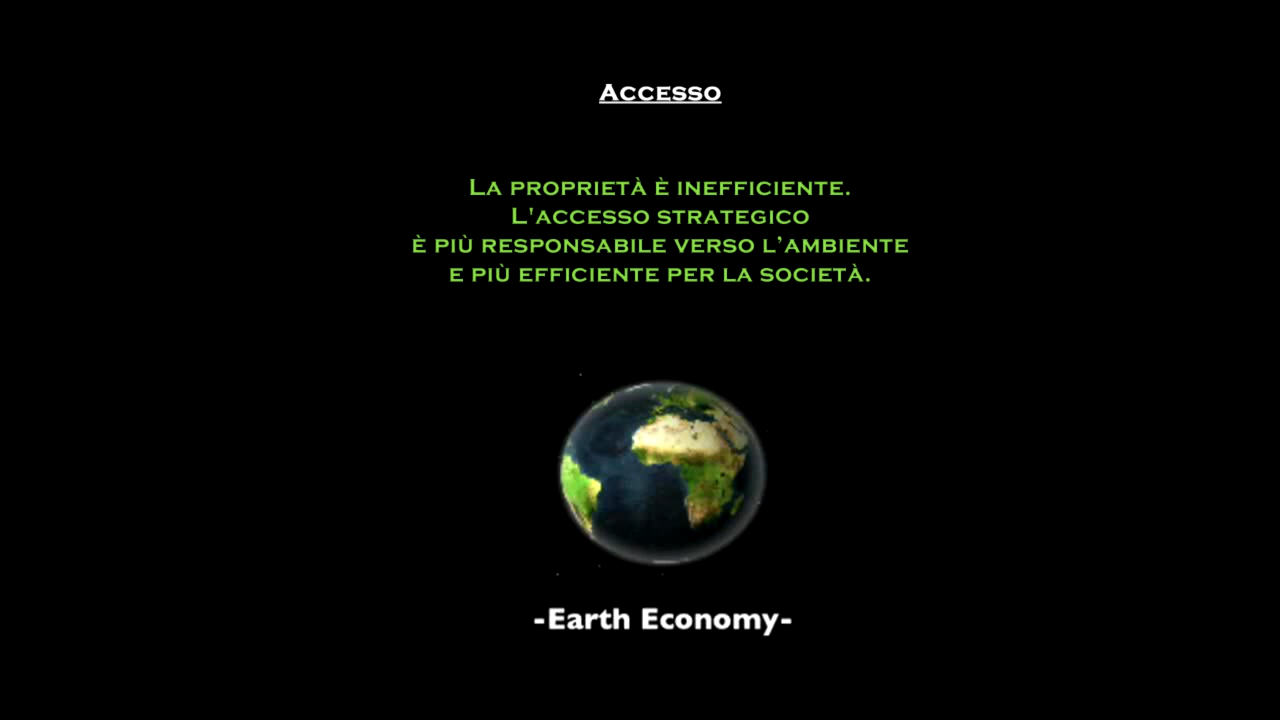 Accesso
La proprietà è inefficiente.
L'accesso strategico
è più responsabile verso l’ambiente
e più efficiente per la società.
-Earth Economy-